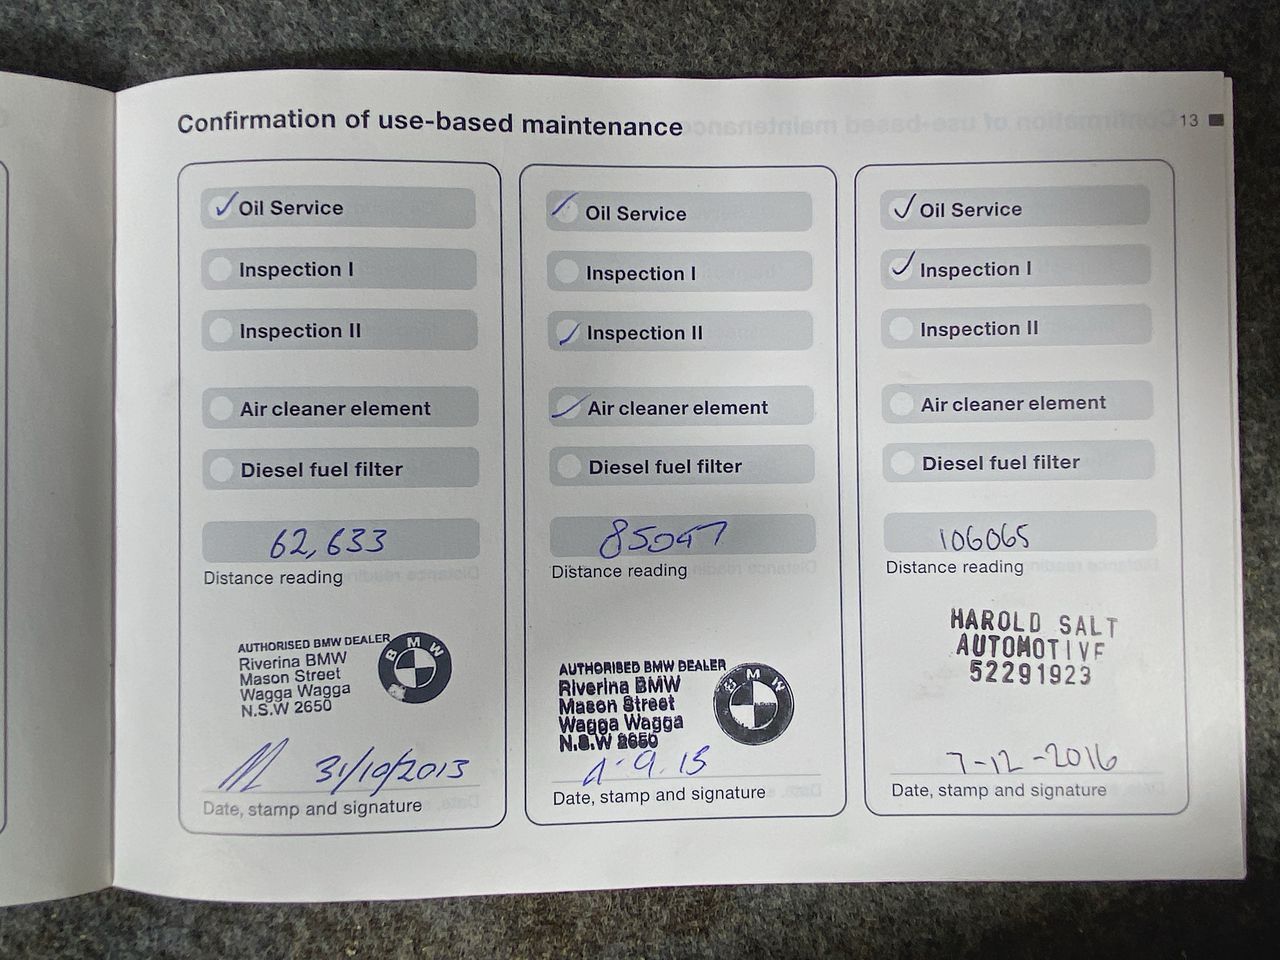 Confirmation of use-based maintenance
13
Oil Service
Inspection I
Inspection II
Air cleaner element
Diesel fuel filter
62,633
Distance reading
AUTHORISED BMW DEALER
Riverina BMW
Mason Street
Wagga Wagga
N.S.W 2650
BMW
31/10/2013
Date, stamp and signature
Oil Service
Inspection I
Inspection II
Air cleaner element
Diesel fuel filter
85047
Distance reading
AUTHORISED BMW DEALER
Riverina BMW
Mason Street
Wagga Wagga
N.S.W 2650
BMW
Date, stamp and signature
Oil Service
Inspection I
Inspection II
Air cleaner element
Diesel fuel filter
106065
Distance reading
HAROLD SALT
AUTOMOTIVE
52291923
7-12-2016
Date, stamp and signature